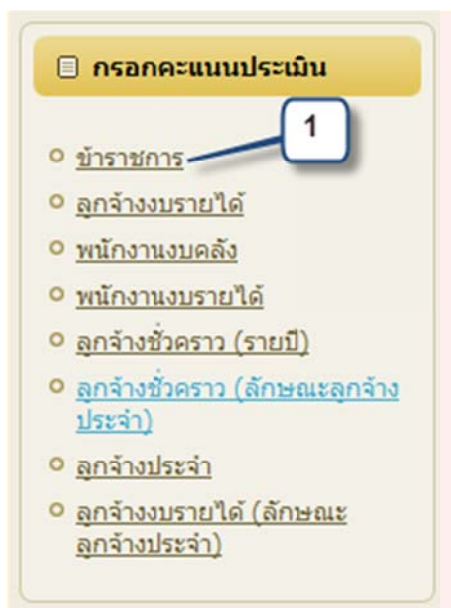 กรอกคะแนนประเมิน
1
ข้าราชการ
ลูกจ้างงบรายได้
พนักงานงบคลัง
พนักงานงบรายได้
ลูกจ้างชั่วคราว (รายปี)
ลูกจ้างชั่วคราว (ลักษณะลูกจ้าง
ประจำ)
ลูกจ้างประจำ
ลูกจ้างงบรายได้ (ลักษณะ
ลูกจ้างประจำ)